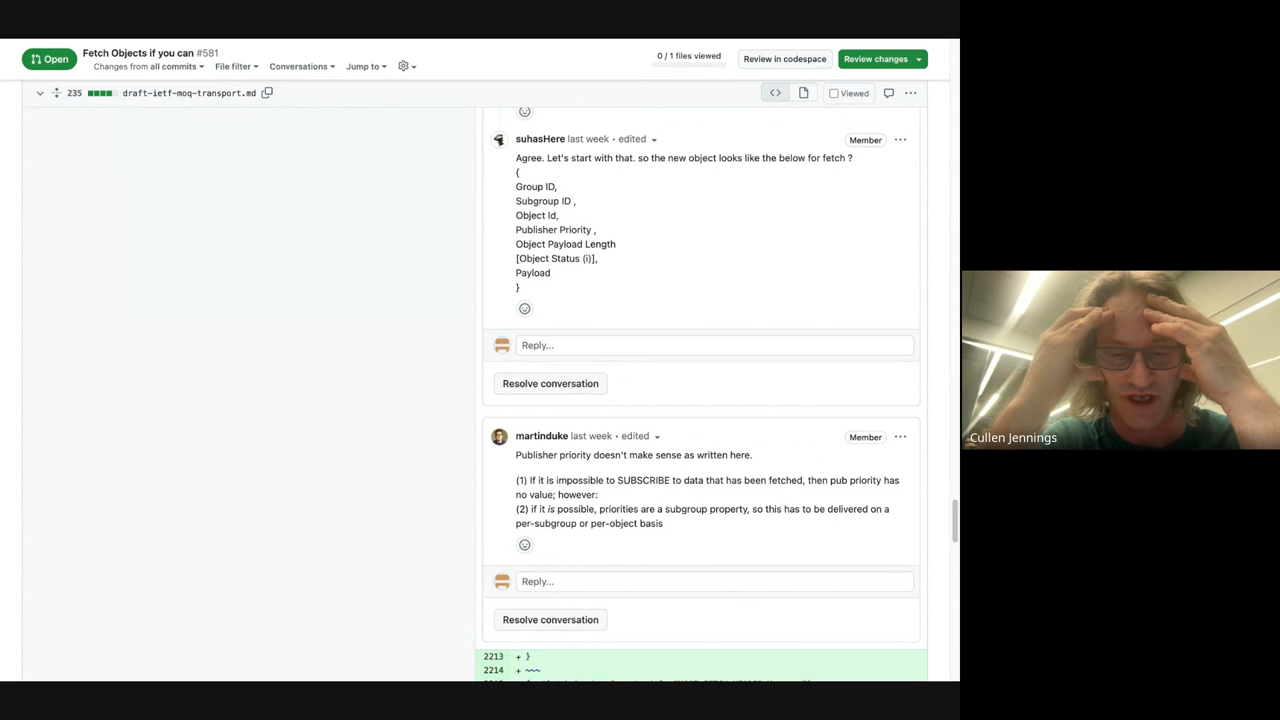 Open
Fetch Objects if you can #581
Changes from all commits
File filter
Conversations
Jump to
0 / 1 files viewed
Review in codespace
Review changes
235
draft-ietf-moq-transport.md
Viewed
suhasHere last week • edited
Member
Agree. Let's start with that. so the new object looks like the below for fetch ?
{
Group ID,
Subgroup ID ,
Object Id,
Publisher Priority ,
Object Payload Length
[Object Status (i)],
Payload
}
Reply...
Resolve conversation
martinduke last week • edited
Member
Publisher priority doesn't make sense as written here.
(1) If it is impossible to SUBSCRIBE to data that has been fetched, then pub priority has
no value; however:
(2) if it is possible, priorities are a subgroup property, so this has to be delivered on a
per-subgroup or per-object basis
Reply...
Resolve conversation
2213 + }
2214 + ~~~
Cullen Jennings